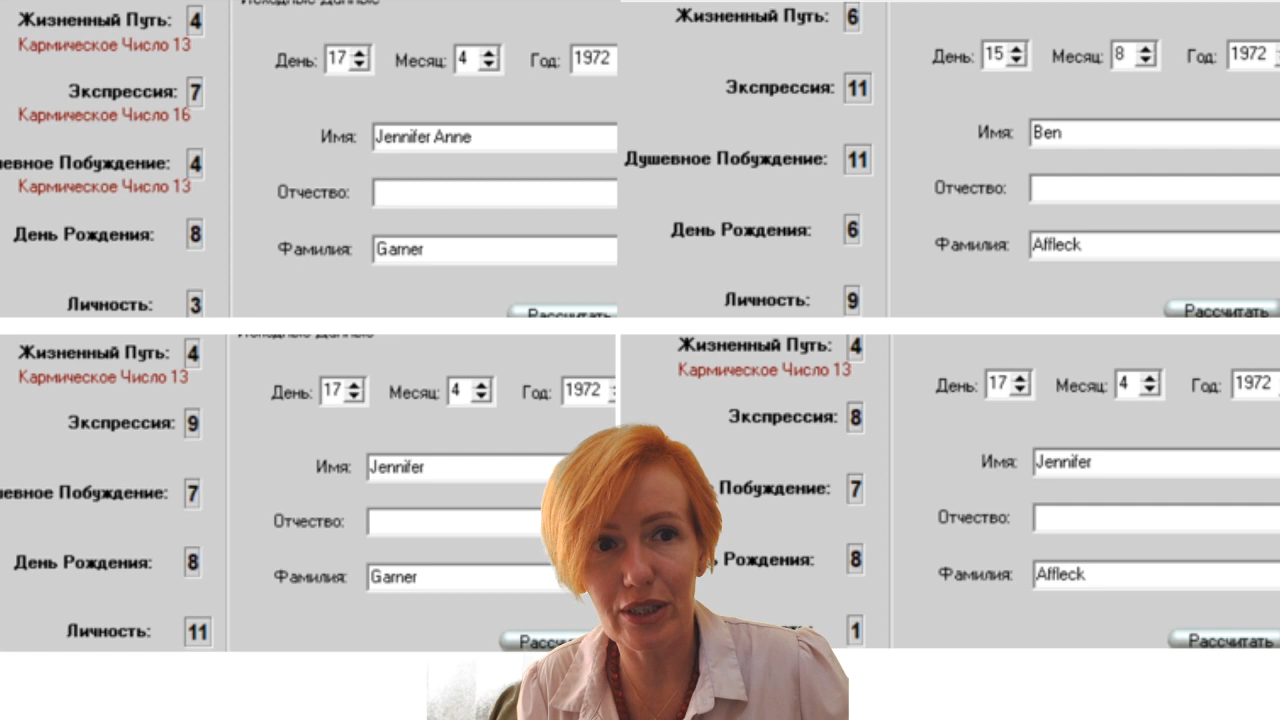 Исходные Данные
Жизненный Путь: 4
Кармическое Число 13
День: 17 Месяц: 4 Год: 1972
Экспрессия: 7
Кармическое Число 16
Имя: Jennifer Anne
Побуждение: 4
Кармическое Число 13
Отчество:
День Рождения: 8
Фамилия: Garner
Личность: 3
Рассчитать
Жизненный Путь: 6
День: 15 Месяц: 8 Год: 1972
Экспрессия: 11
Имя: Ben
Душевное Побуждение: 11
Отчество:
День Рождения: 6
Фамилия: Affleck
Личность: 9
Рассчитать
Исходные Данные
Жизненный Путь: 4
Кармическое Число 13
День: 17 Месяц: 4 Год: 1972
Экспрессия: 9
Имя: Jennifer
Побуждение: 7
Отчество:
День Рождения: 8
Фамилия: Garner
Личность: 11
Жизненный Путь: 4
Кармическое Число 13
День: 17 Месяц: 4 Год: 1972
Экспрессия: 8
Имя: Jennifer
Побуждение: 7
Отчество:
Рождения: 8
Фамилия: Affleck
1
Рассчитать